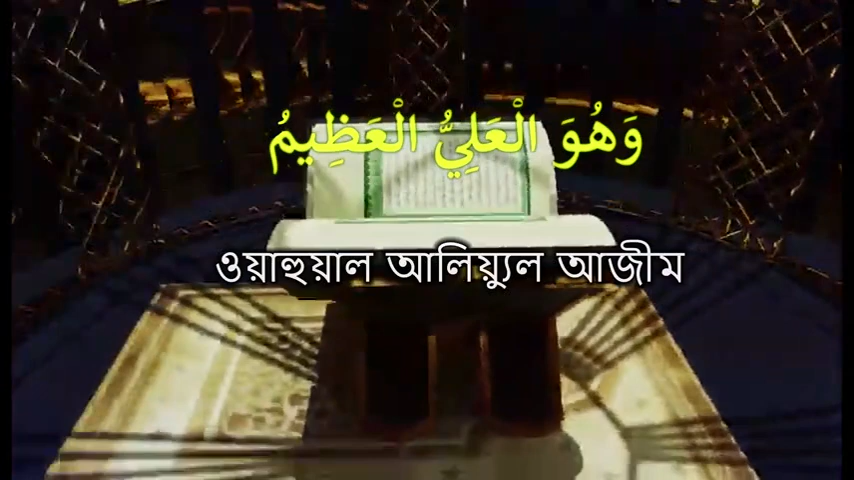 وَهُوَ الْعَلِيُّ الْعَظِيمُ
ওয়াহুয়াল আলিয়্যুল আজীম